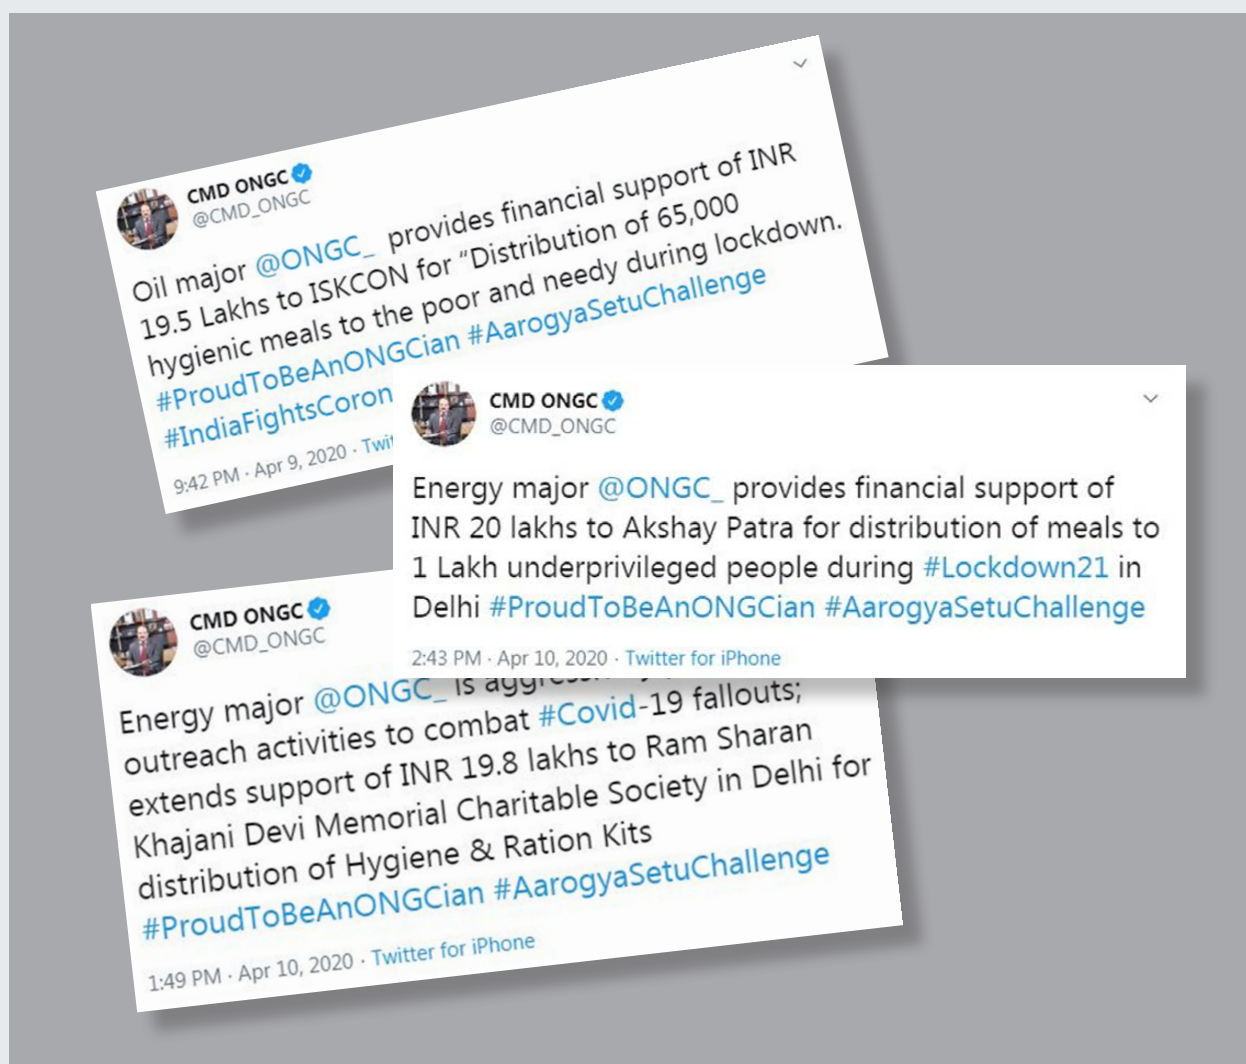 CMD ONGC
@CMD_ONGC
Oil major @ONGC_ provides financial support of INR
19.5 Lakhs to ISKCON for “Distribution of 65,000
hygienic meals to the poor and needy during lockdown.
#ProudToBeAnONGCian #AarogyaSetuChallenge
#IndiaFightsCoron
9:42 PM · Apr 9, 2020 · Twit
CMD ONGC
@CMD_ONGC
Energy major @ONGC_ provides financial support of
INR 20 lakhs to Akshay Patra for distribution of meals to
1 Lakh underprivileged people during #Lockdown21 in
Delhi #ProudToBeAnONGCian #AarogyaSetuChallenge
2:43 PM · Apr 10, 2020 · Twitter for iPhone
CMD ONGC
@CMD_ONGC
Energy major @ONGC_ is
outreach activities to combat #Covid-19 fallouts;
extends support of INR 19.8 lakhs to Ram Sharan
Khajani Devi Memorial Charitable Society in Delhi for
distribution of Hygiene & Ration Kits
#ProudToBeAnONGCian #AarogyaSetuChallenge
1:49 PM · Apr 10, 2020 · Twitter for iPhone